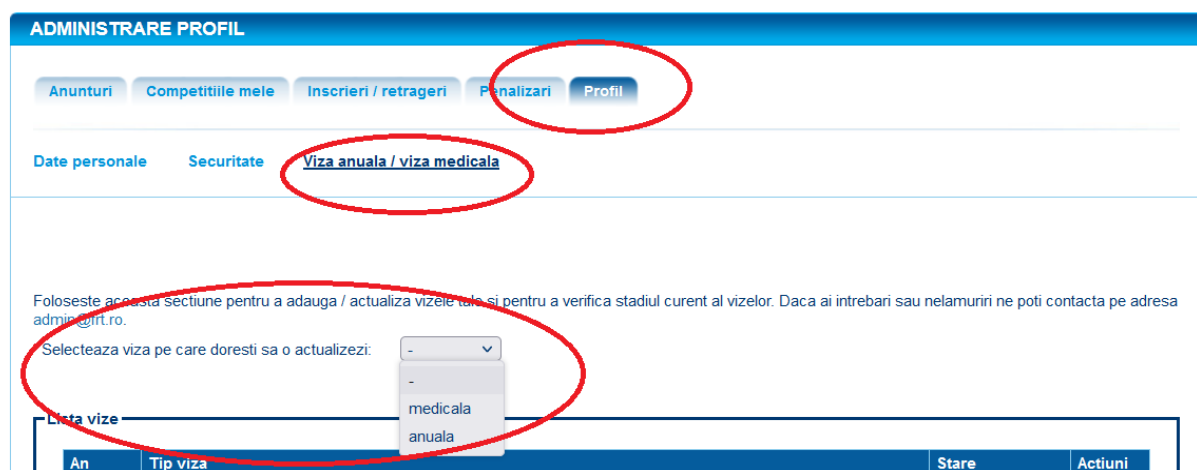 ADMINISTRARE PROFIL
Anunturi Competitiile mele Inscrieri / retrageri Penalizari Profil
Date personale Securitate Viza anuala / viza medicala
Foloseste aceasta sectiune pentru a adauga / actualiza vizele tale si pentru a verifica stadiul curent al vizelor. Daca ai intrebari sau nelamuriri ne poti contacta pe adresa
admin@frt.ro.
Selecteaza viza pe care doresti sa o actualizezi: -
-
medicala
anuala
Lista vize
An Tip viza Stare Actiuni